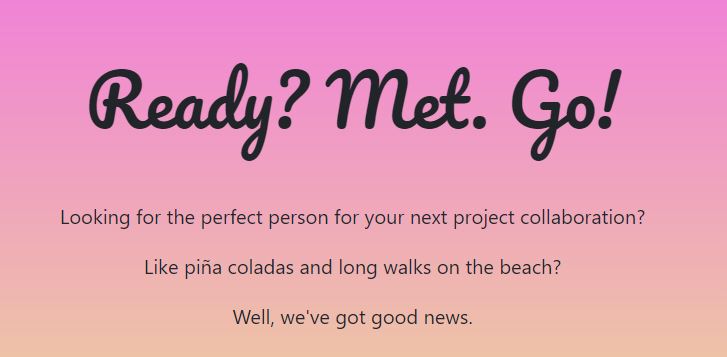 Ready? Met. Go!
Looking for the perfect person for your next project collaboration?
Like piña coladas and long walks on the beach?
Well, we've got good news.